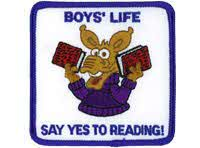 BOYS' LIFE
SAY YES TO READING!